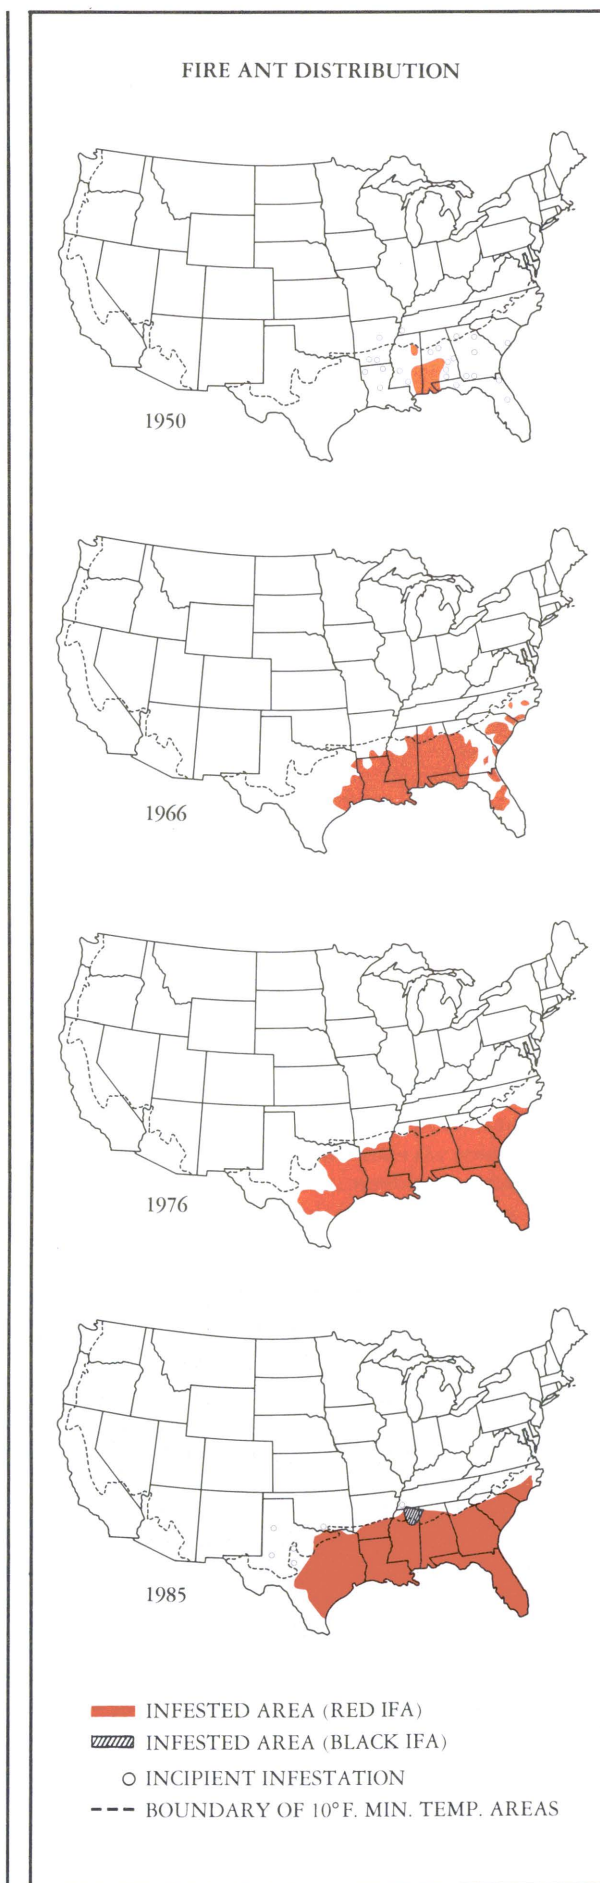 FIRE ANT DISTRIBUTION
1950
1966
1976
1985
INFESTED AREA (RED IFA)
INFESTED AREA (BLACK IFA)
INCIPIENT INFESTATION
BOUNDARY OF 10°F. MIN. TEMP. AREAS